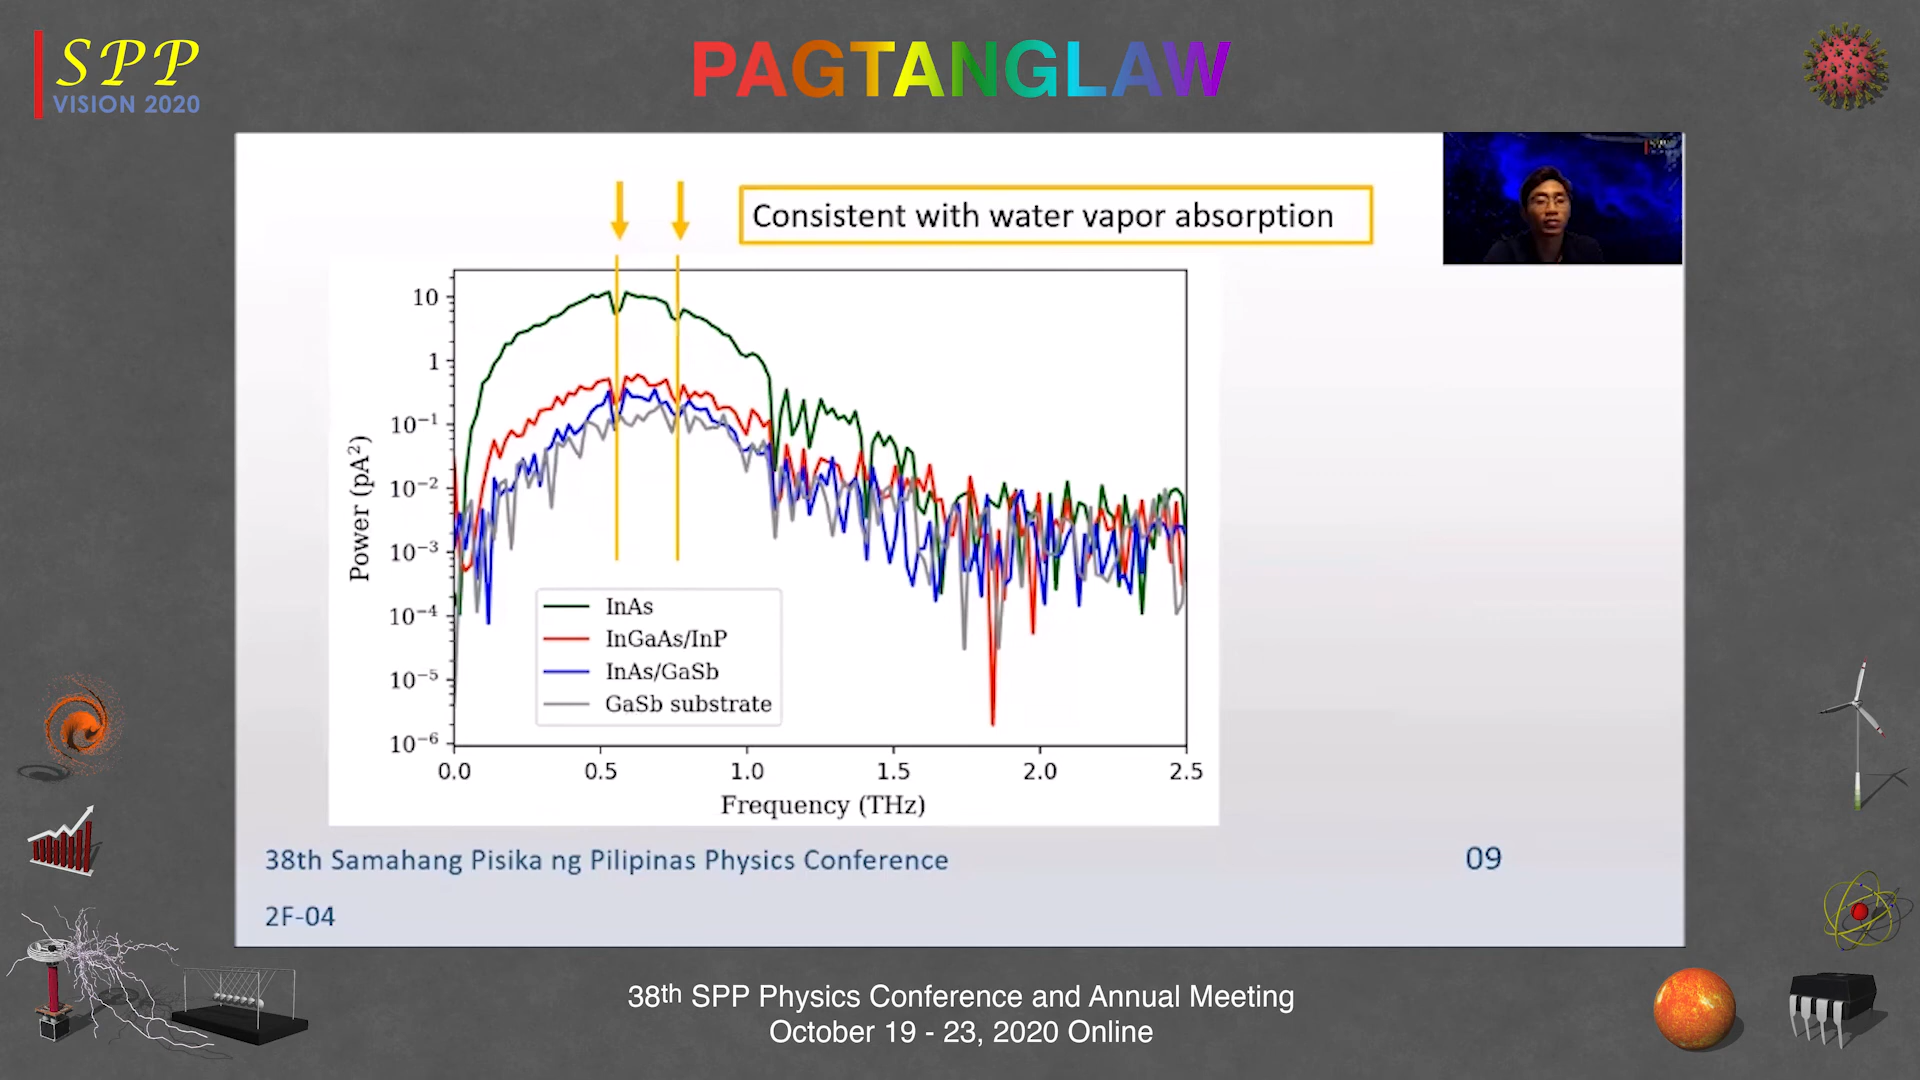 SPP
VISION 2020
PAGTANGLAW
Consistent with water vapor absorption
Power (pA²)
10
1
10⁻¹
10⁻²
10⁻³
10⁻⁴
10⁻⁵
10⁻⁶
InAs
InGaAs/InP
InAs/GaSb
GaSb substrate
0.0 0.5 1.0 1.5 2.0 2.5
Frequency (THz)
38th Samahang Pisika ng Pilipinas Physics Conference
09
2F-04
38th SPP Physics Conference and Annual Meeting
October 19 - 23, 2020 Online